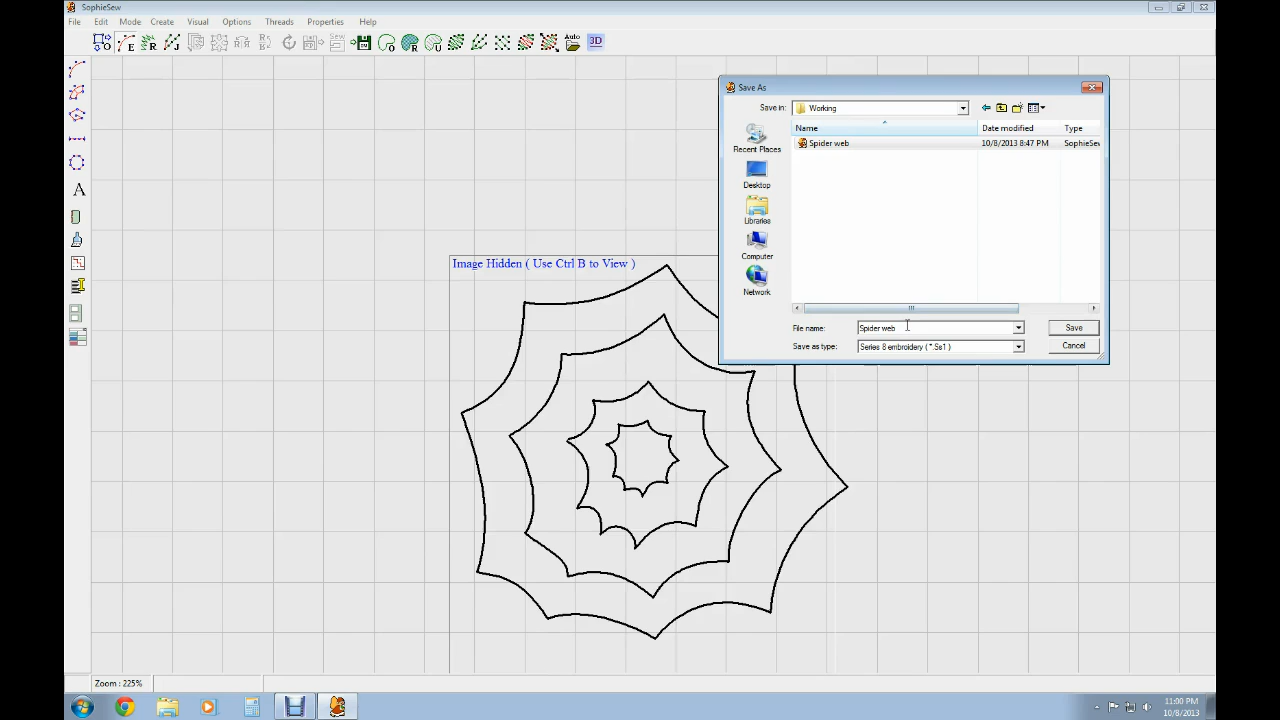 SophieSew
File Edit Mode Create Visual Options Threads Properties Help
Auto
3D
Save As
Save in: Working
Name Date modified Type
Spider web 10/8/2013 8:47 PM SophieSew
Recent Places
Desktop
Libraries
Computer
Network
File name: Spider web Save
Save as type: Series 8 embroidery ( *.Ss1 ) Cancel
Image Hidden ( Use Ctrl B to View )
Zoom : 225%
11:00 PM
10/8/2013